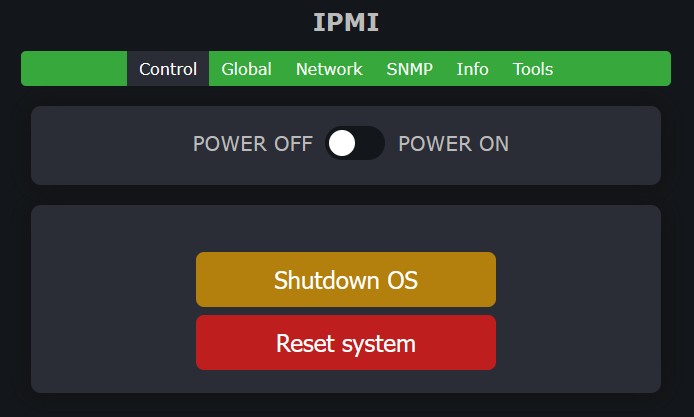 IPMI
Control Global Network SNMP Info Tools
POWER OFF POWER ON
Shutdown OS
Reset system